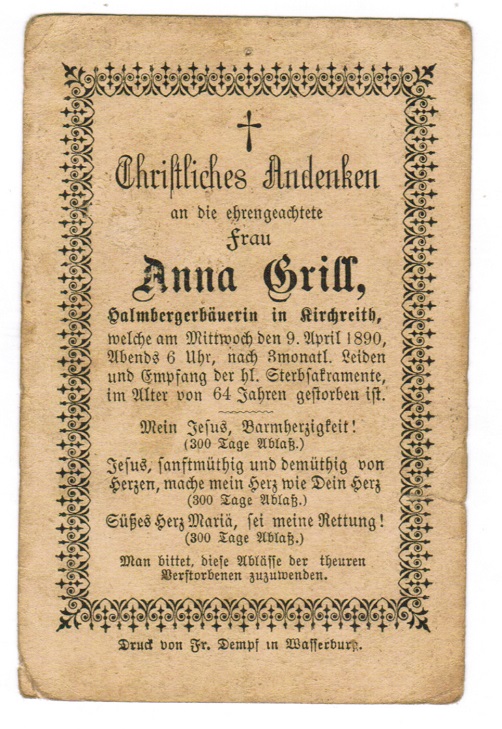 Christliches Andenken
an die ehrengeachtete
Frau
Anna Grill,
Halmbergerbäuerin in Kirchreith,
welche am Mittwoch den 9. April 1890,
Abends 6 Uhr, nach 3monatl. Leiden
und Empfang der hl. Sterbsakramente,
im Alter von 64 Jahren gestorben ist.
Mein Jesus, Barmherzigkeit!
(300 Tage Ablaß.)
Jesus, sanftmüthig und demüthig von
Herzen, mache mein Herz wie Dein Herz
(300 Tage Ablaß.)
Süßes Herz Mariä, sei meine Rettung!
(300 Tage Ablaß.)
Man bittet, diese Ablässe der theuren
Verstorbenen zuzuwenden.
Druck von Fr. Dempf in Wasserburg.